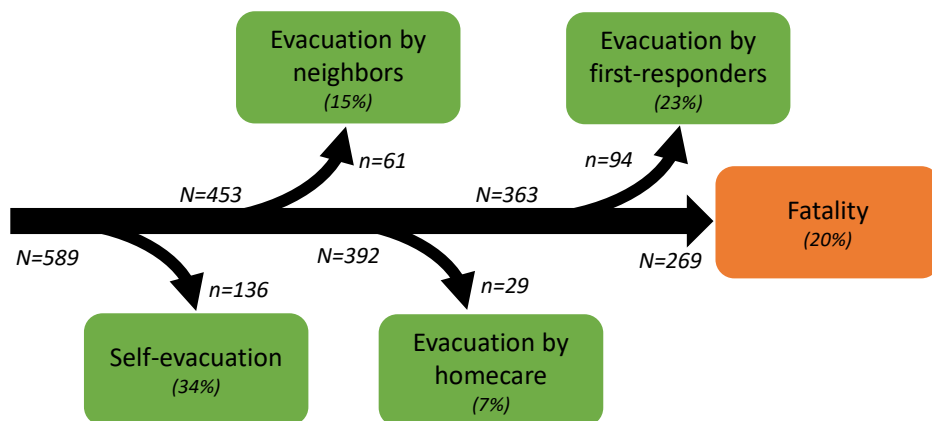 Evacuation by
neighbors
(15%)
Evacuation by
first-responders
(23%)
n=61
n=94
N=453
N=363
Fatality
(20%)
N=589
N=392
N=269
n=136
n=29
Self-evacuation
(34%)
Evacuation by
homecare
(7%)